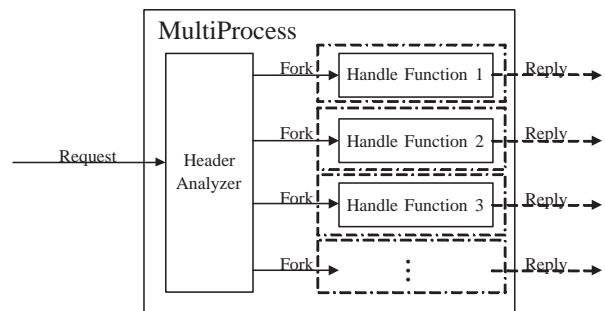 MultiProcess
Fork
Handle Function 1
Reply
Request
Header
Analyzer
Fork
Handle Function 2
Reply
Fork
Handle Function 3
Reply
Fork
Reply